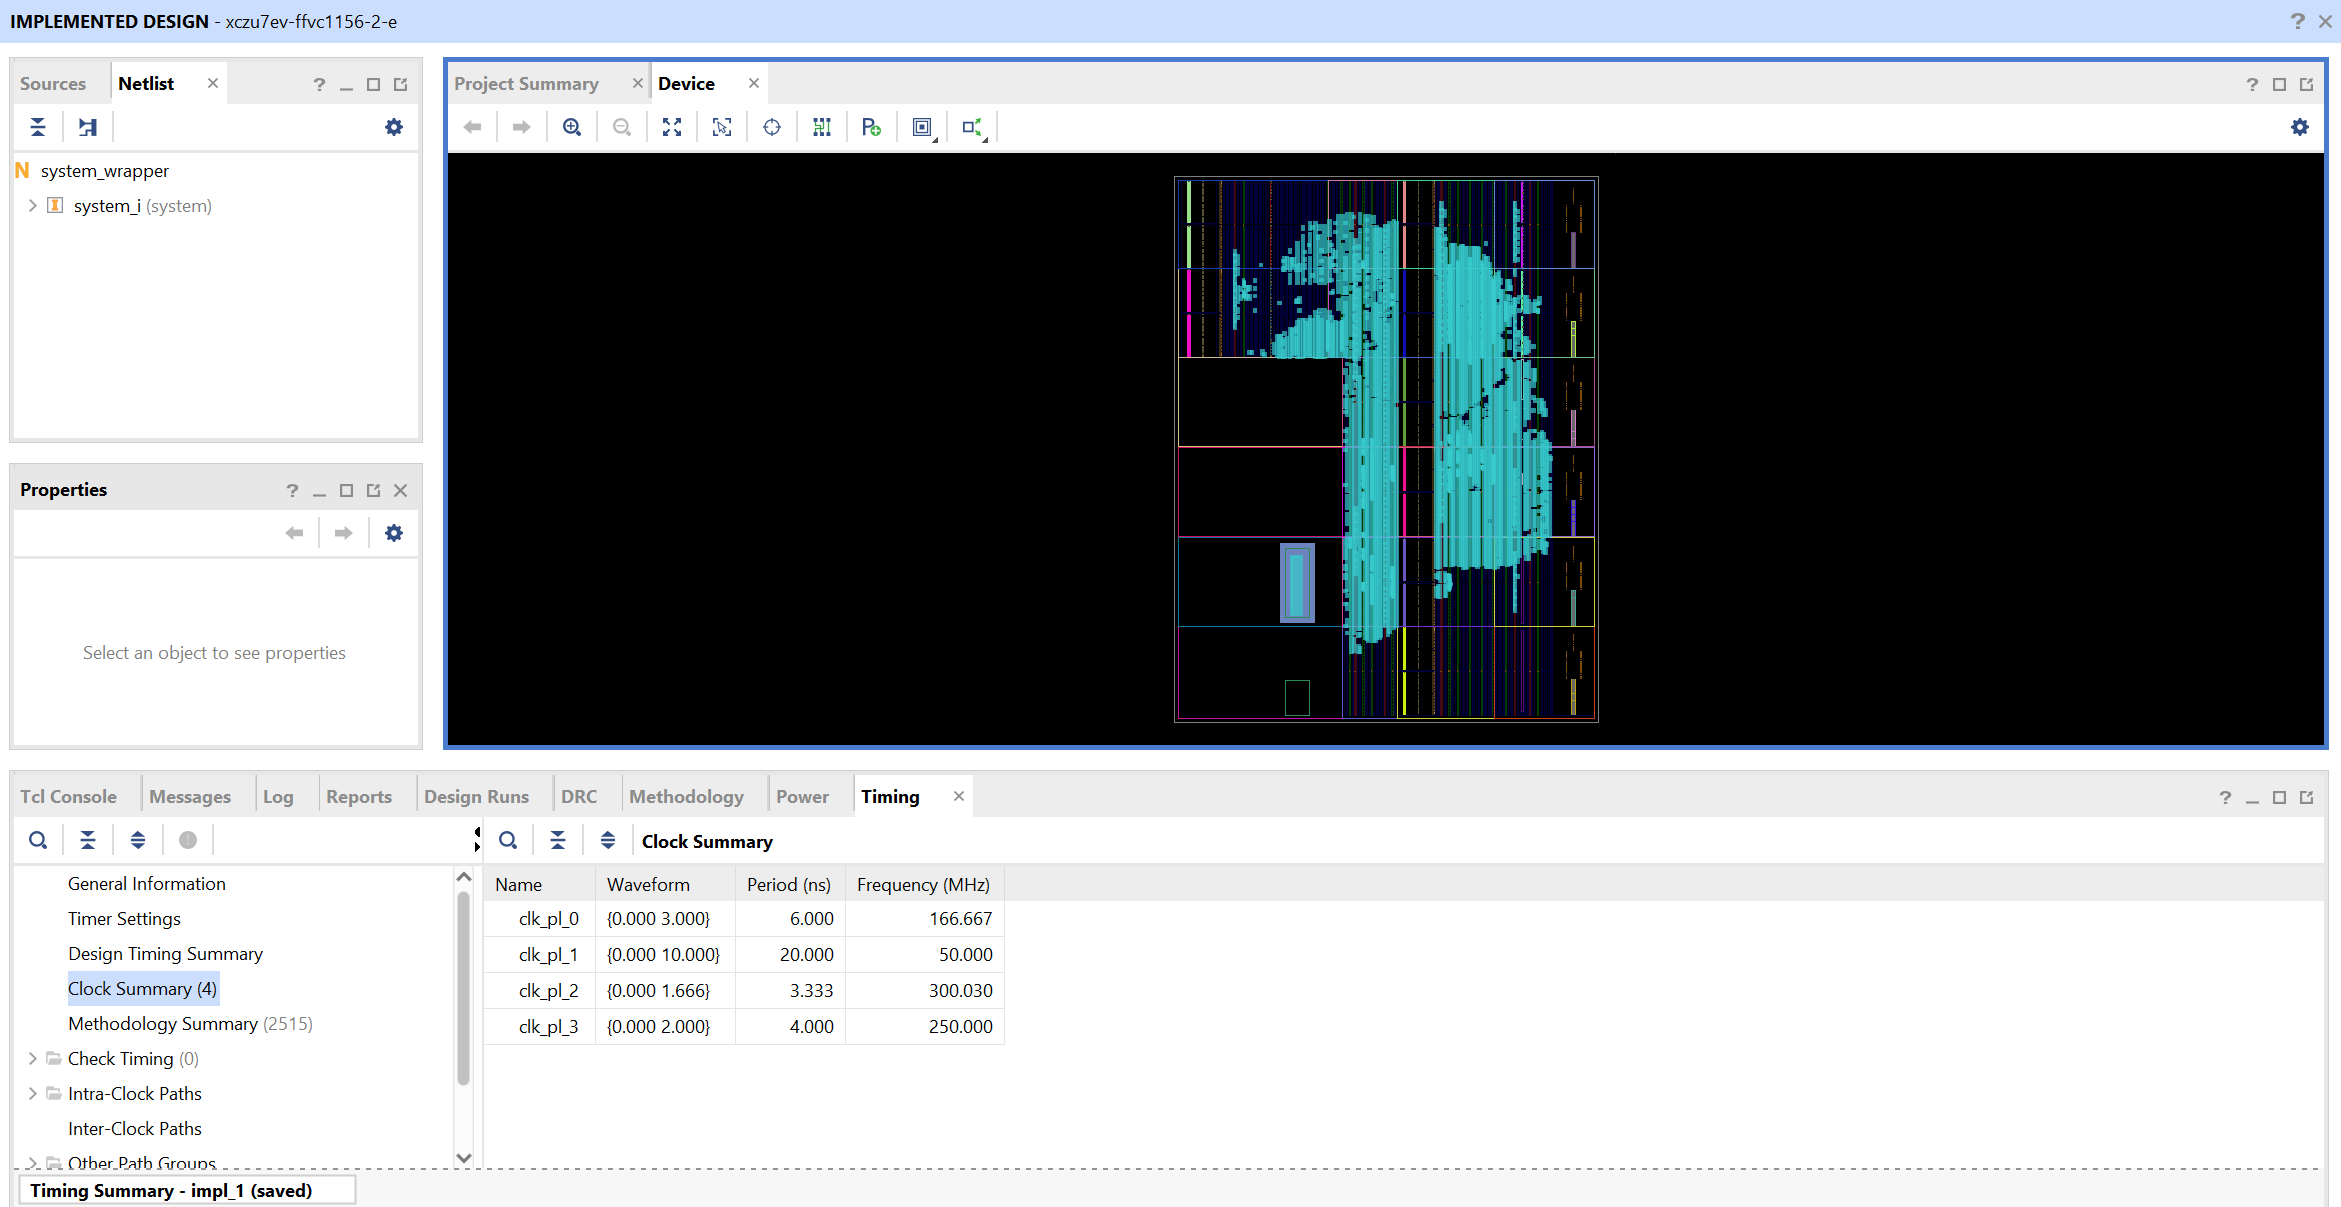 IMPLEMENTED DESIGN - xczu7ev-ffvc1156-2-e
Sources
Netlist
system_wrapper
system_i (system)
Properties
Select an object to see properties
Project Summary
Device
Tcl Console
Messages
Log
Reports
Design Runs
DRC
Methodology
Power
Timing
General Information
Timer Settings
Design Timing Summary
Clock Summary (4)
Methodology Summary (2515)
Check Timing (0)
Intra-Clock Paths
Inter-Clock Paths
Other Path Groups
Clock Summary
Name Waveform Period (ns) Frequency (MHz)
clk_pl_0 {0.000 3.000} 6.000 166.667
clk_pl_1 {0.000 10.000} 20.000 50.000
clk_pl_2 {0.000 1.666} 3.333 300.030
clk_pl_3 {0.000 2.000} 4.000 250.000
Timing Summary - impl_1 (saved)